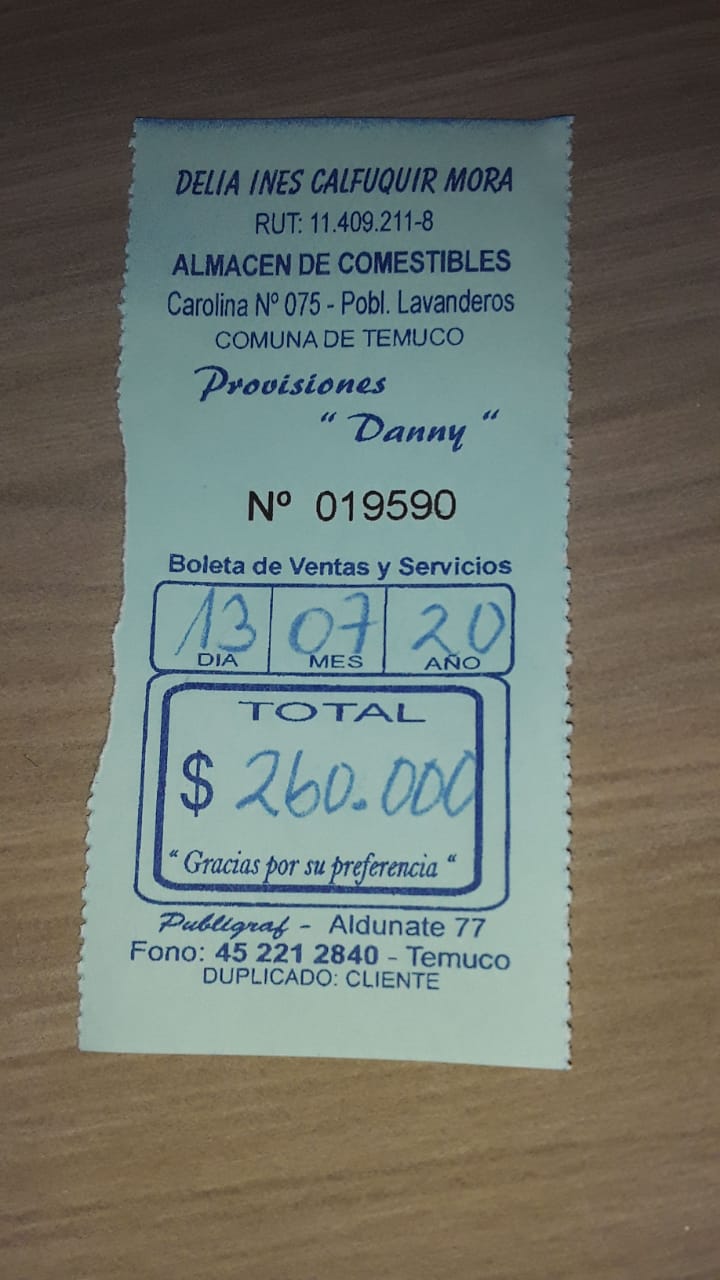 DELIA INES CALFUQUIR MORA
RUT: 11.409.211-8
ALMACEN DE COMESTIBLES
Carolina Nº 075 - Pobl. Lavanderos
COMUNA DE TEMUCO
Provisiones
“ Danny “
Nº 019590
Boleta de Ventas y Servicios
13 07 20
DIA MES AÑO
TOTAL
$ 260.000
“ Gracias por su preferencia “
Publigraf - Aldunate 77
Fono: 45 221 2840 - Temuco
DUPLICADO: CLIENTE